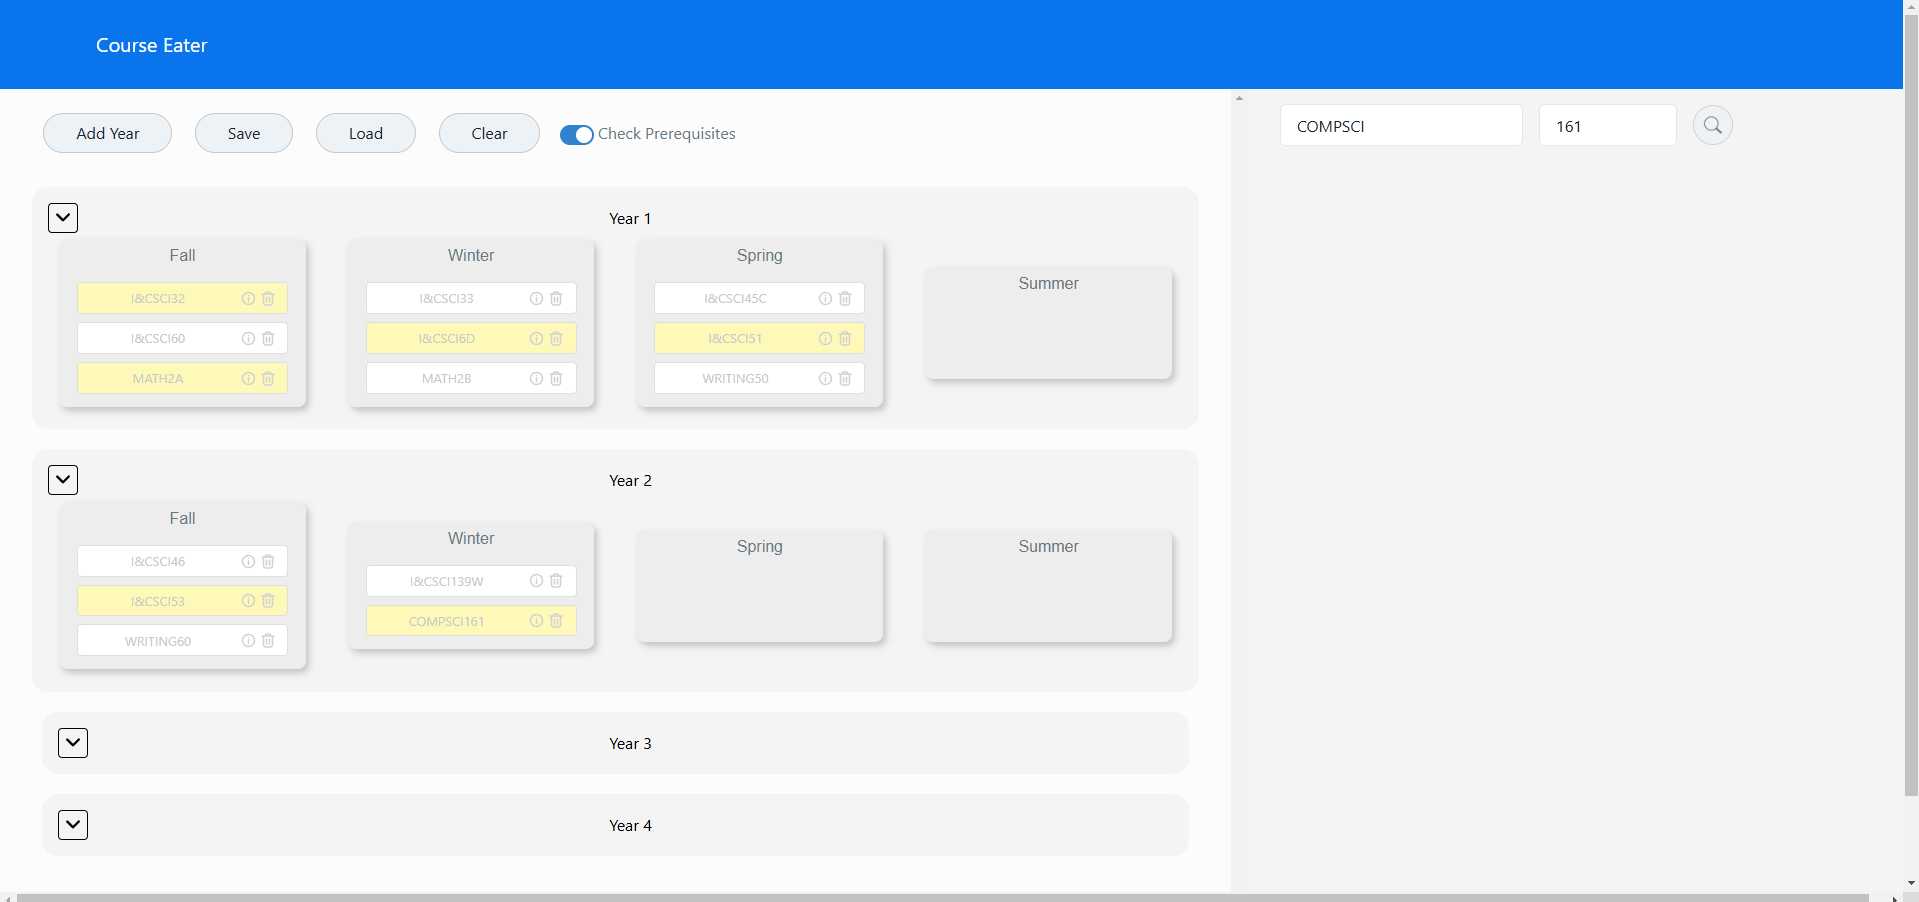 Course Eater
Add Year
Save
Load
Clear
Check Prerequisites
COMPSCI
161
Year 1
Fall
I&CSCI32
I&CSCI60
MATH2A
Winter
I&CSCI33
I&CSCI6D
MATH2B
Spring
I&CSCI45C
I&CSCI51
WRITING50
Summer
Year 2
Fall
I&CSCI46
I&CSCI53
WRITING60
Winter
I&CSCI139W
COMPSCI161
Spring
Summer
Year 3
Year 4